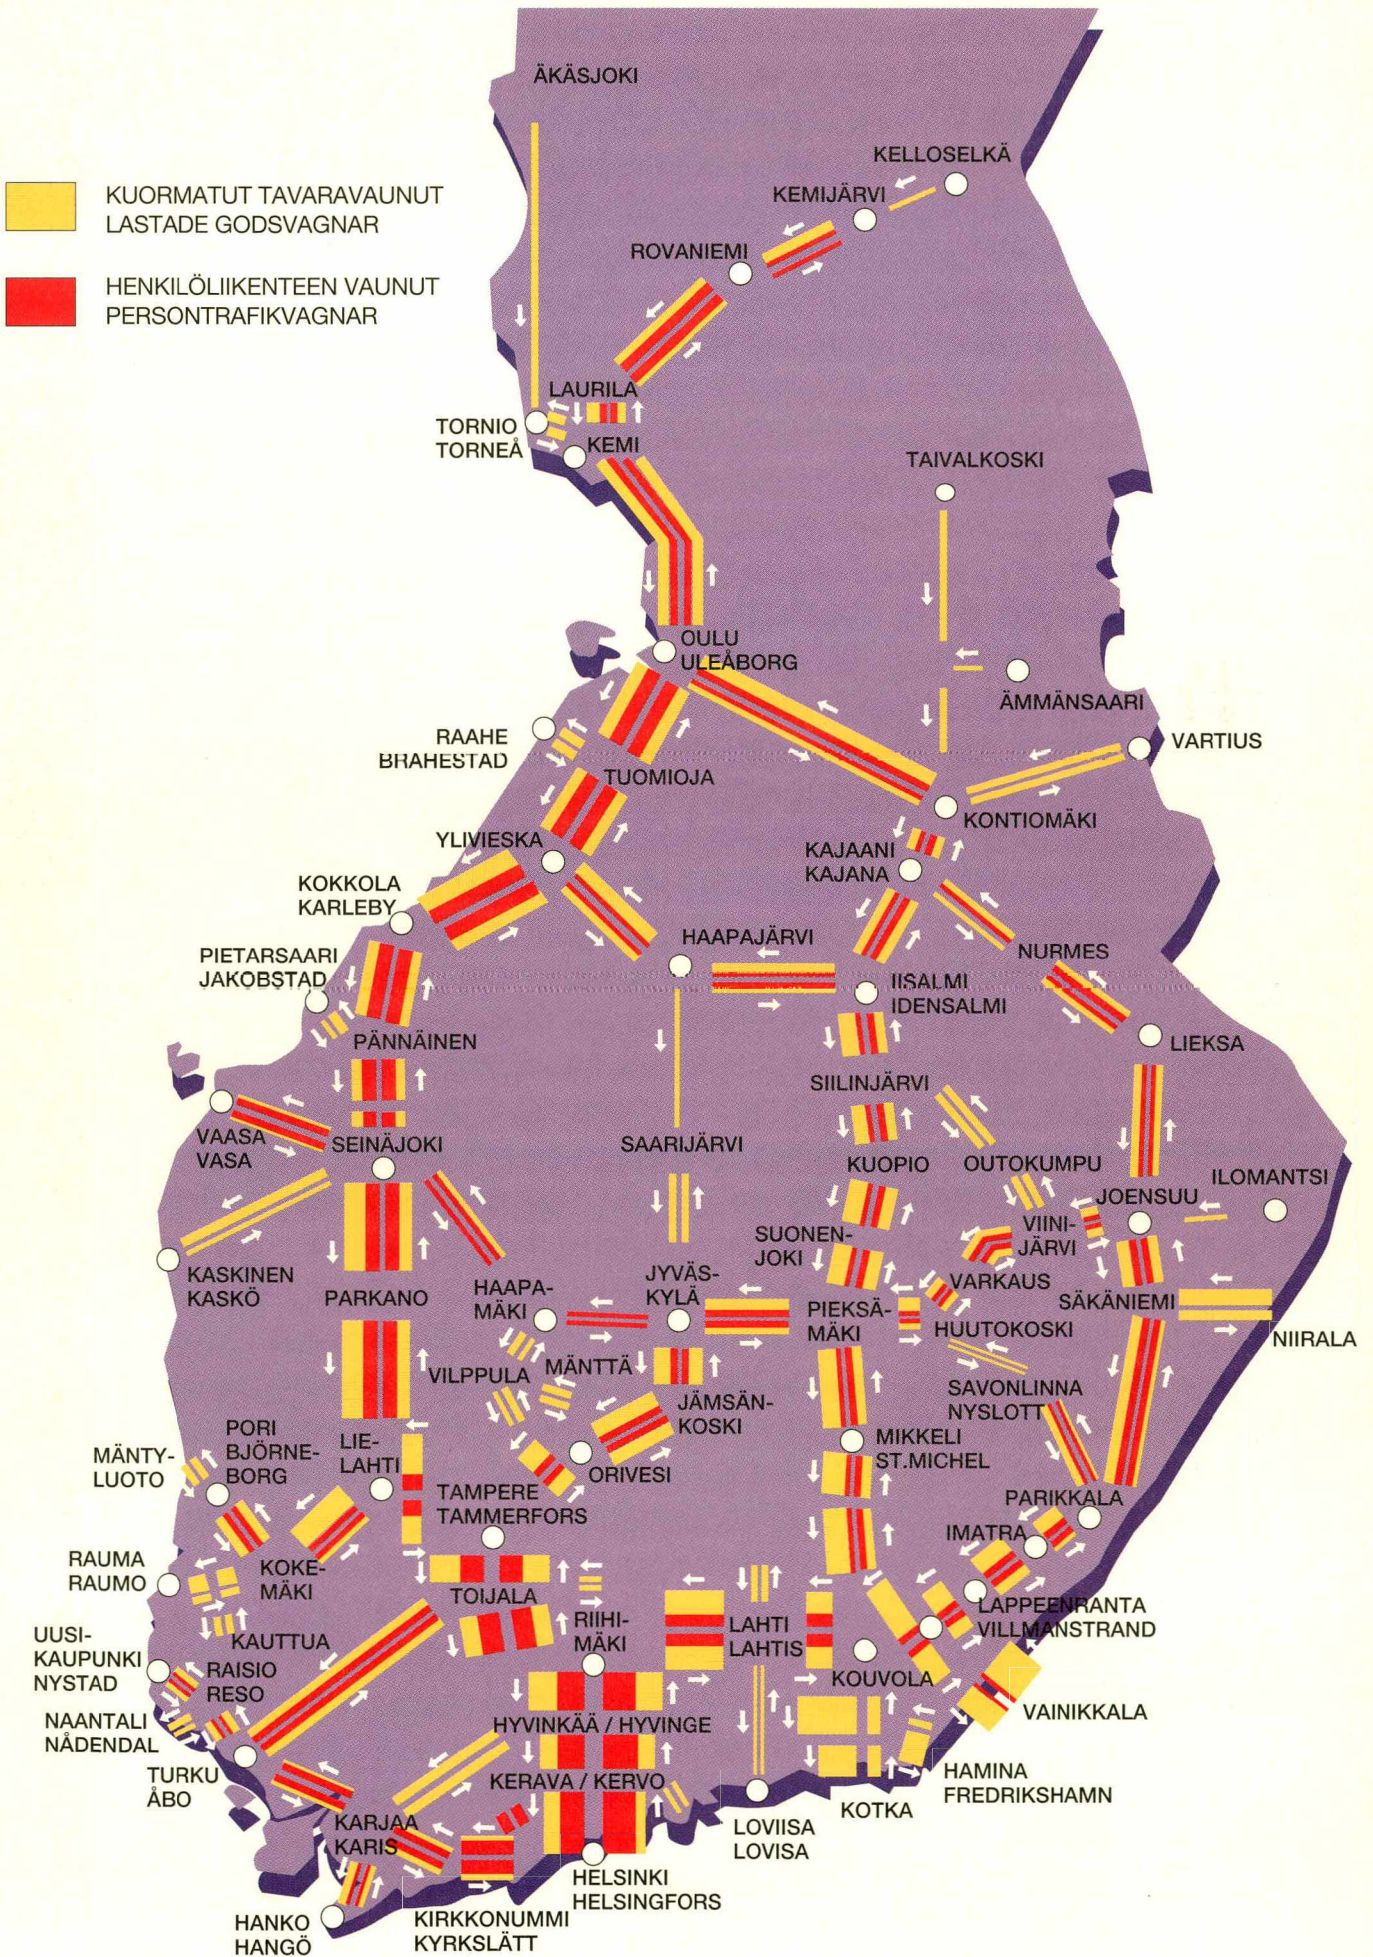 ÄKÄSJOKI
KELLOSELKÄ
KUORMATUT TAVARAVAUNUT
LASTADE GODSVAGNAR
KEMIJÄRVI
ROVANIEMI
HENKILÖLIIKENTEEN VAUNUT
PERSONTRAFIKVAGNAR
LAURILA
TORNIO
TORNEÅ
KEMI
TAIVALKOSKI
OULU
ULEÅBORG
ÄMMÄNSAARI
RAAHE
BRAHESTAD
VARTIUS
TUOMIOJA
KONTIOMÄKI
YLIVIESKA
KAJAANI
KAJANA
KOKKOLA
KARLEBY
HAAPAJÄRVI
NURMES
PIETARSAARI
JAKOBSTAD
IISALMI
IDENSALMI
PÄNNÄINEN
LIEKSA
SIILINJÄRVI
VAASA
VASA
SEINÄJOKI
SAARIJÄRVI
KUOPIO
OUTOKUMPU
ILOMANTSI
JOENSUU
VIINI-
JÄRVI
SUONEN-
JOKI
KASKINEN
KASKÖ
PARKANO
HAAPA-
MÄKI
JYVÄS-
KYLÄ
VARKAUS
PIEKSÄ-
MÄKI
SÄKÄNIEMI
HUUTOKOSKI
NIIRALA
VILPPULA
MÄNTTÄ
JÄMSÄN-
KOSKI
SAVONLINNA
NYSLOTT
PORI
BJÖRNE-
BORG
LIE-
LAHTI
MÄNTY-
LUOTO
MIKKELI
ST.MICHEL
ORIVESI
TAMPERE
TAMMERFORS
PARIKKALA
IMATRA
RAUMA
RAUMO
KOKE-
MÄKI
TOIJALA
LAPPEENRANTA
VILLMANSTRAND
RIIHI-
MÄKI
LAHTI
LAHTIS
KAUTTUA
UUSI-
KAUPUNKI
NYSTAD
RAISIO
RESO
KOUVOLA
VAINIKKALA
NAANTALI
NÅDENDAL
HYVINKÄÄ / HYVINGE
TURKU
ÅBO
KERAVA / KERVO
HAMINA
FREDRIKSHAMN
KOTKA
KARJAA
KARIS
LOVIISA
LOVISA
HELSINKI
HELSINGFORS
HANKO
HANGÖ
KIRKKONUMMI
KYRKSLÄTT